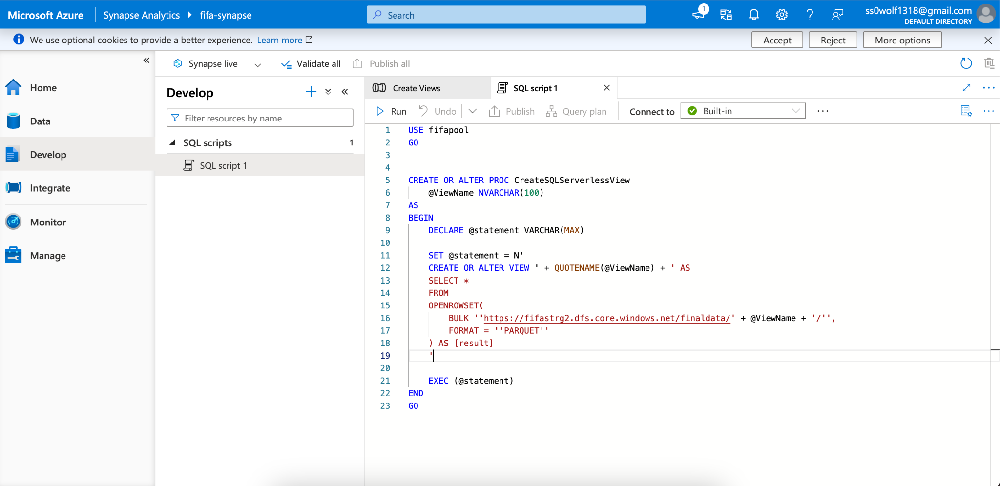 Microsoft Azure
Synapse Analytics
fifa-synapse
Search
1
ss0wolf1318@gmail.com
DEFAULT DIRECTORY
We use optional cookies to provide a better experience. Learn more
Accept
Reject
More options
Home
Data
Develop
Integrate
Monitor
Manage
Synapse live
Validate all
Publish all
Develop
Filter resources by name
SQL scripts 1
SQL script 1
Create Views
SQL script 1
Run
Undo
Publish
Query plan
Connect to
Built-in
1 USE fifapool
2 GO
3
4
5 CREATE OR ALTER PROC CreateSQLServerlessView
6 @ViewName NVARCHAR(100)
7 AS
8 BEGIN
9 DECLARE @statement VARCHAR(MAX)
10
11 SET @statement = N'
12 CREATE OR ALTER VIEW ' + QUOTENAME(@ViewName) + ' AS
13 SELECT *
14 FROM
15 OPENROWSET(
16 BULK ''https://fifastrg2.dfs.core.windows.net/finaldata/' + @ViewName + '/'',
17 FORMAT = ''PARQUET''
18 ) AS [result]
19 '
20
21 EXEC (@statement)
22 END
23 GO